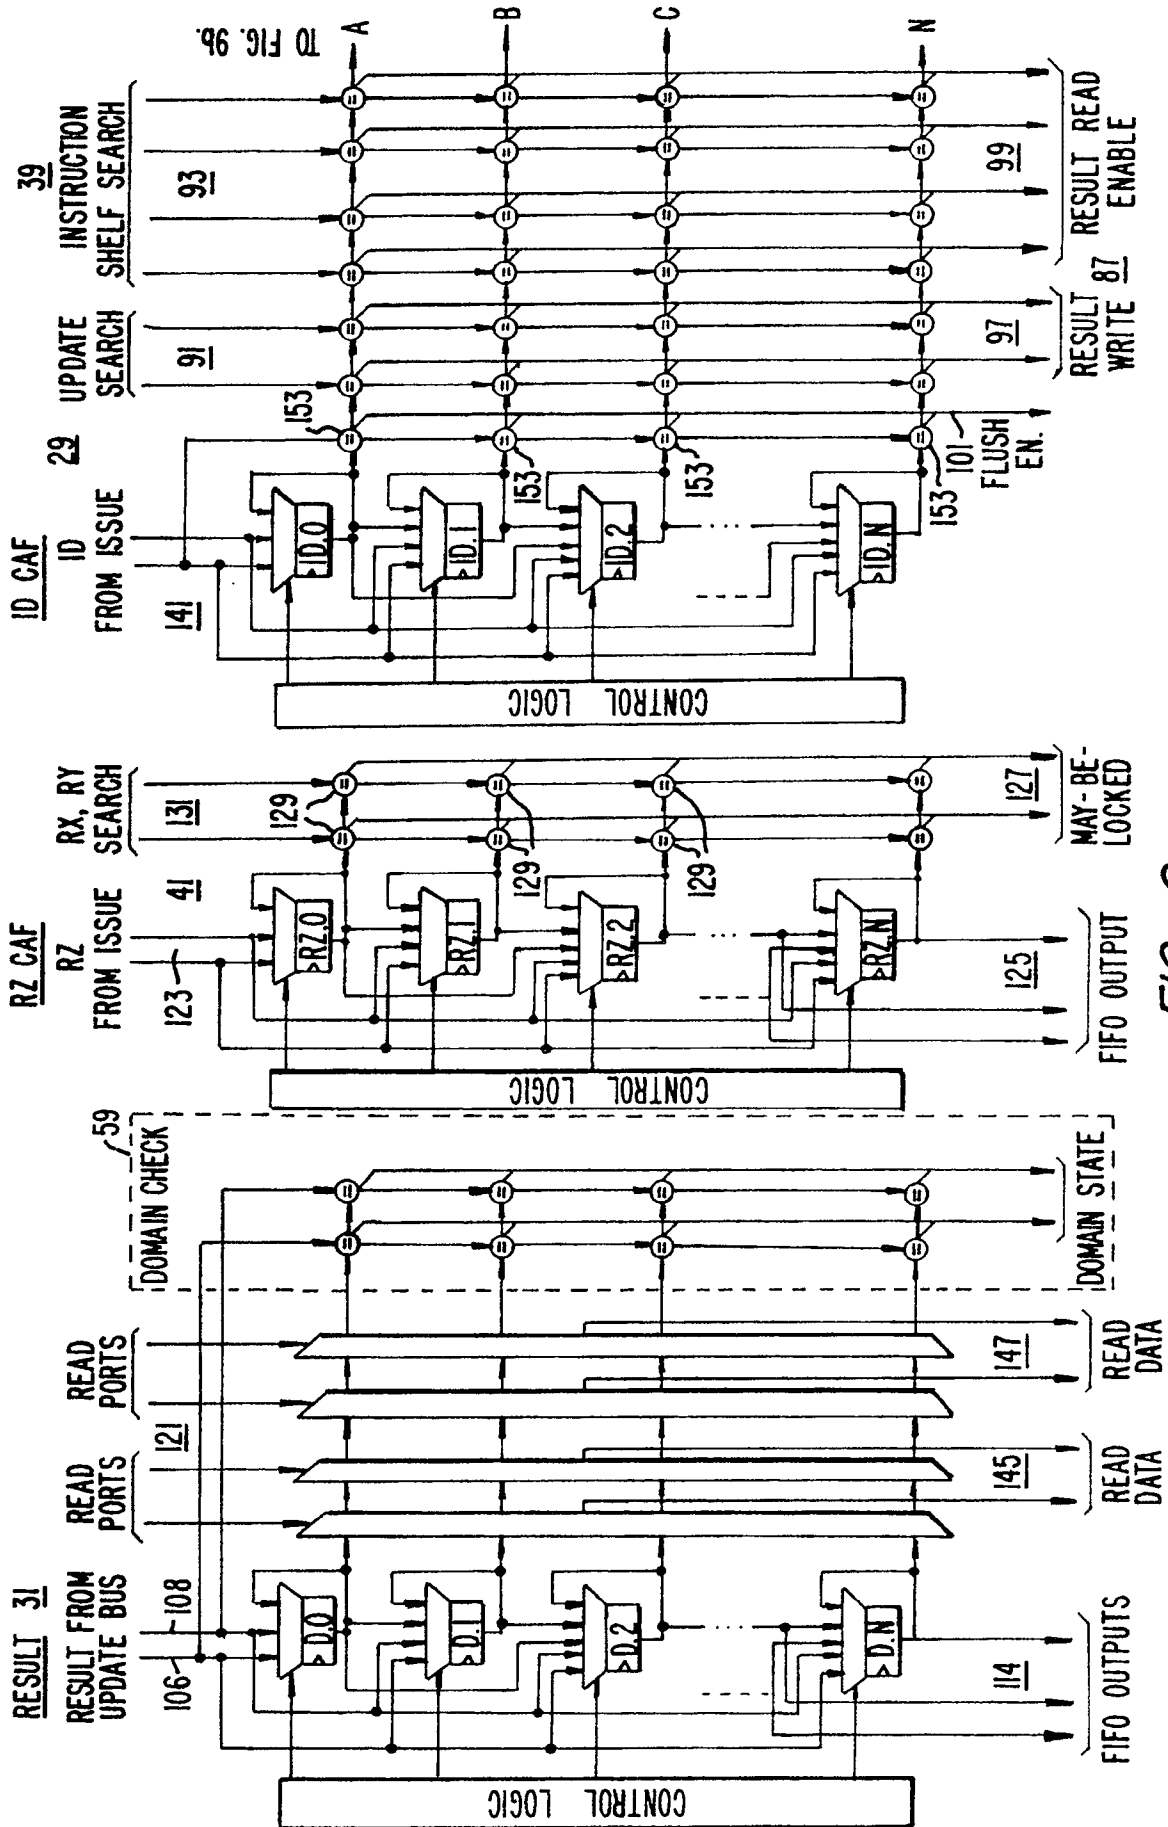 RESULT 31
RESULT FROM
UPDATE BUS
106
108
READ
PORTS
121
READ
PORTS
59
DOMAIN CHECK
CONTROL LOGIC
D.0
D.1
D.2
D.N
114
FIFO OUTPUTS
145
READ
DATA
147
READ
DATA
DOMAIN STATE
RZ CAF
RZ
FROM ISSUE
123
41
RX, RY
SEARCH
131
129
129
129
CONTROL LOGIC
RZ.0
RZ.1
RZ.2
RZ.N
125
FIFO OUTPUT
127
MAY-BE-
LOCKED
ID CAF
ID
FROM ISSUE
141
29
UPDATE
SEARCH
91
39
INSTRUCTION
SHELF SEARCH
93
TO FIG. 9b.
A
B
C
N
CONTROL LOGIC
ID.0
ID.1
ID.2
ID.N
153
153
153
153
101
FLUSH
EN.
97
RESULT
WRITE 87
99
RESULT READ
ENABLE